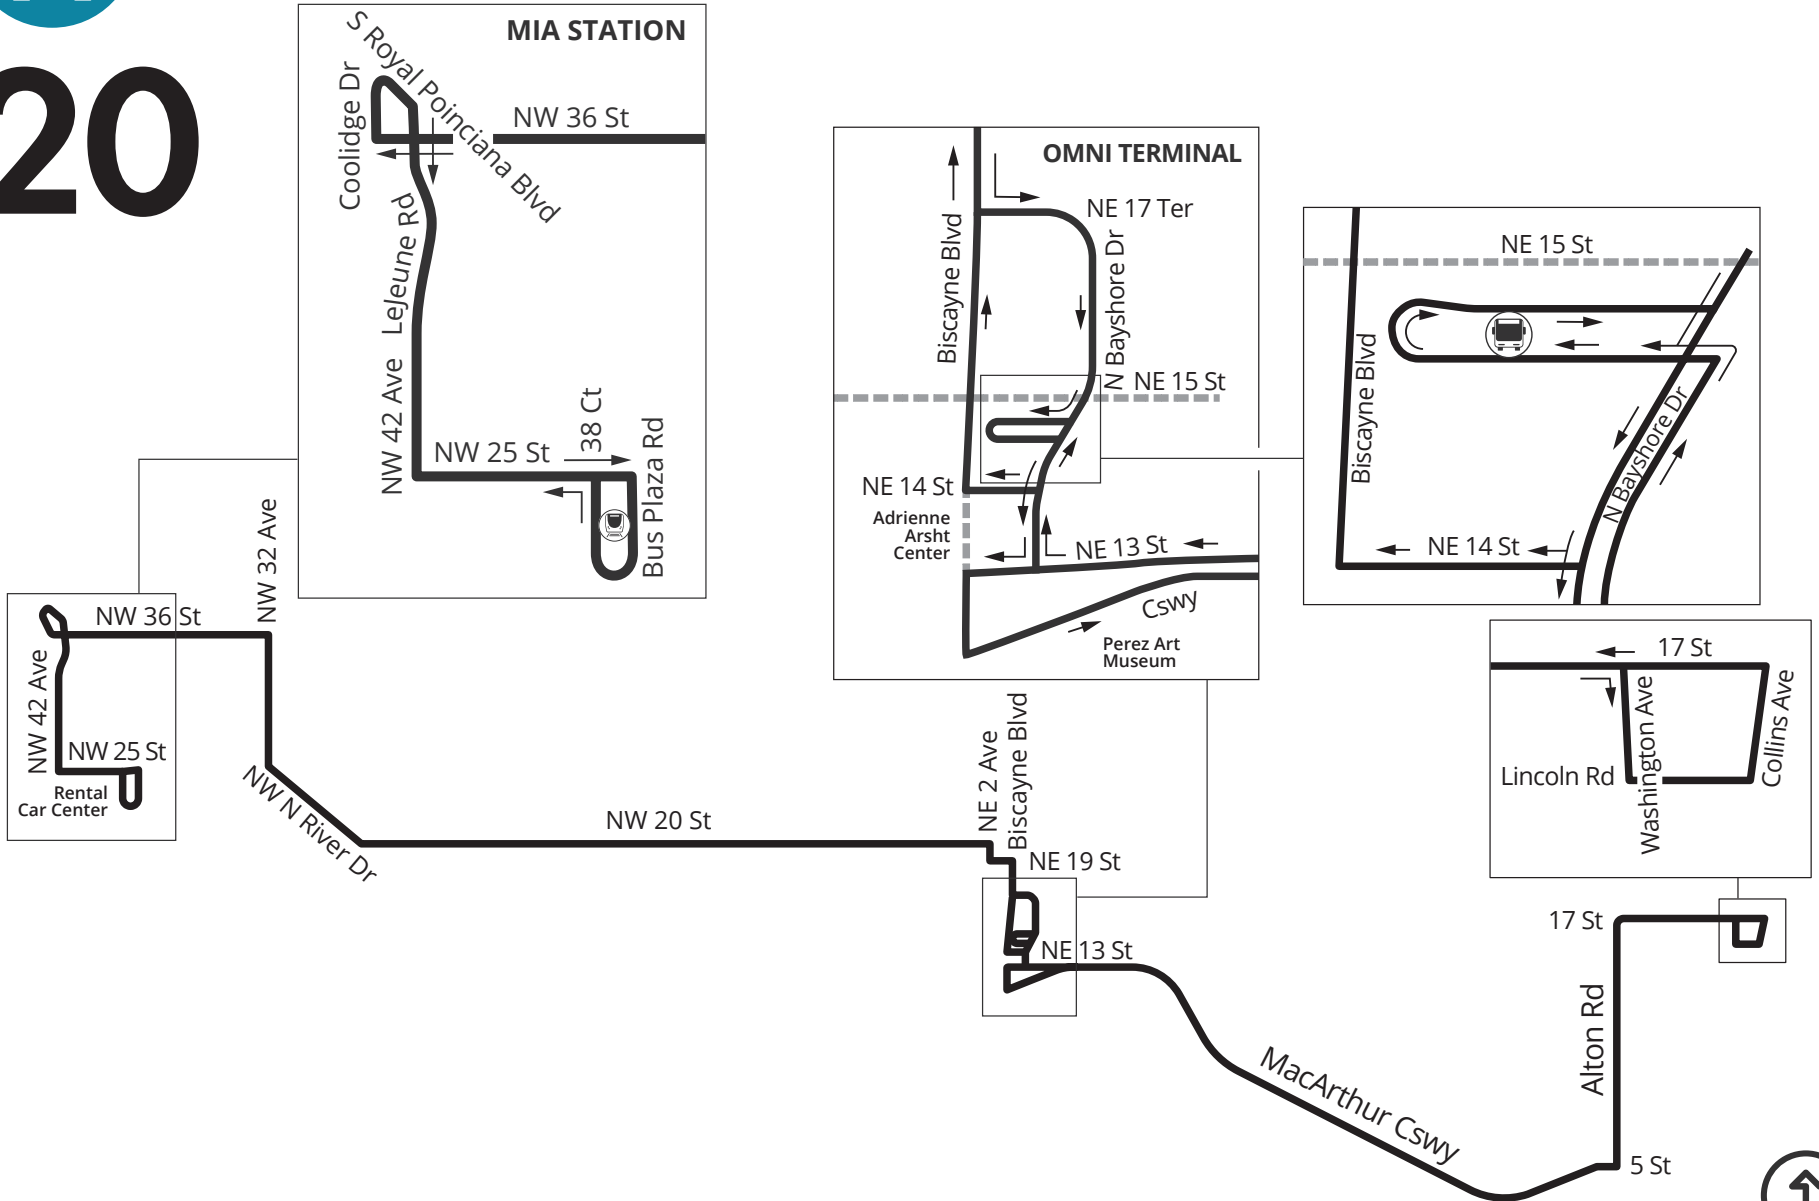 20
MIA STATION
S Royal Poinciana Blvd
Coolidge Dr
NW 36 St
LeJeune Rd
NW 42 Ave
NW 25 St
38 Ct
Bus Plaza Rd
OMNI TERMINAL
NE 17 Ter
Biscayne Blvd
N Bayshore Dr
NE 15 St
NE 14 St
Adrienne
Arsht
Center
NE 13 St
Cswy
Perez Art
Museum
NE 15 St
Biscayne Blvd
N Bayshore Dr
NE 14 St
17 St
Washington Ave
Collins Ave
Lincoln Rd
NW 36 St
NW 32 Ave
NW 42 Ave
NW 25 St
Rental
Car Center
NW N River Dr
NW 20 St
NE 2 Ave
Biscayne Blvd
NE 19 St
NE 13 St
MacArthur Cswy
17 St
Alton Rd
5 St